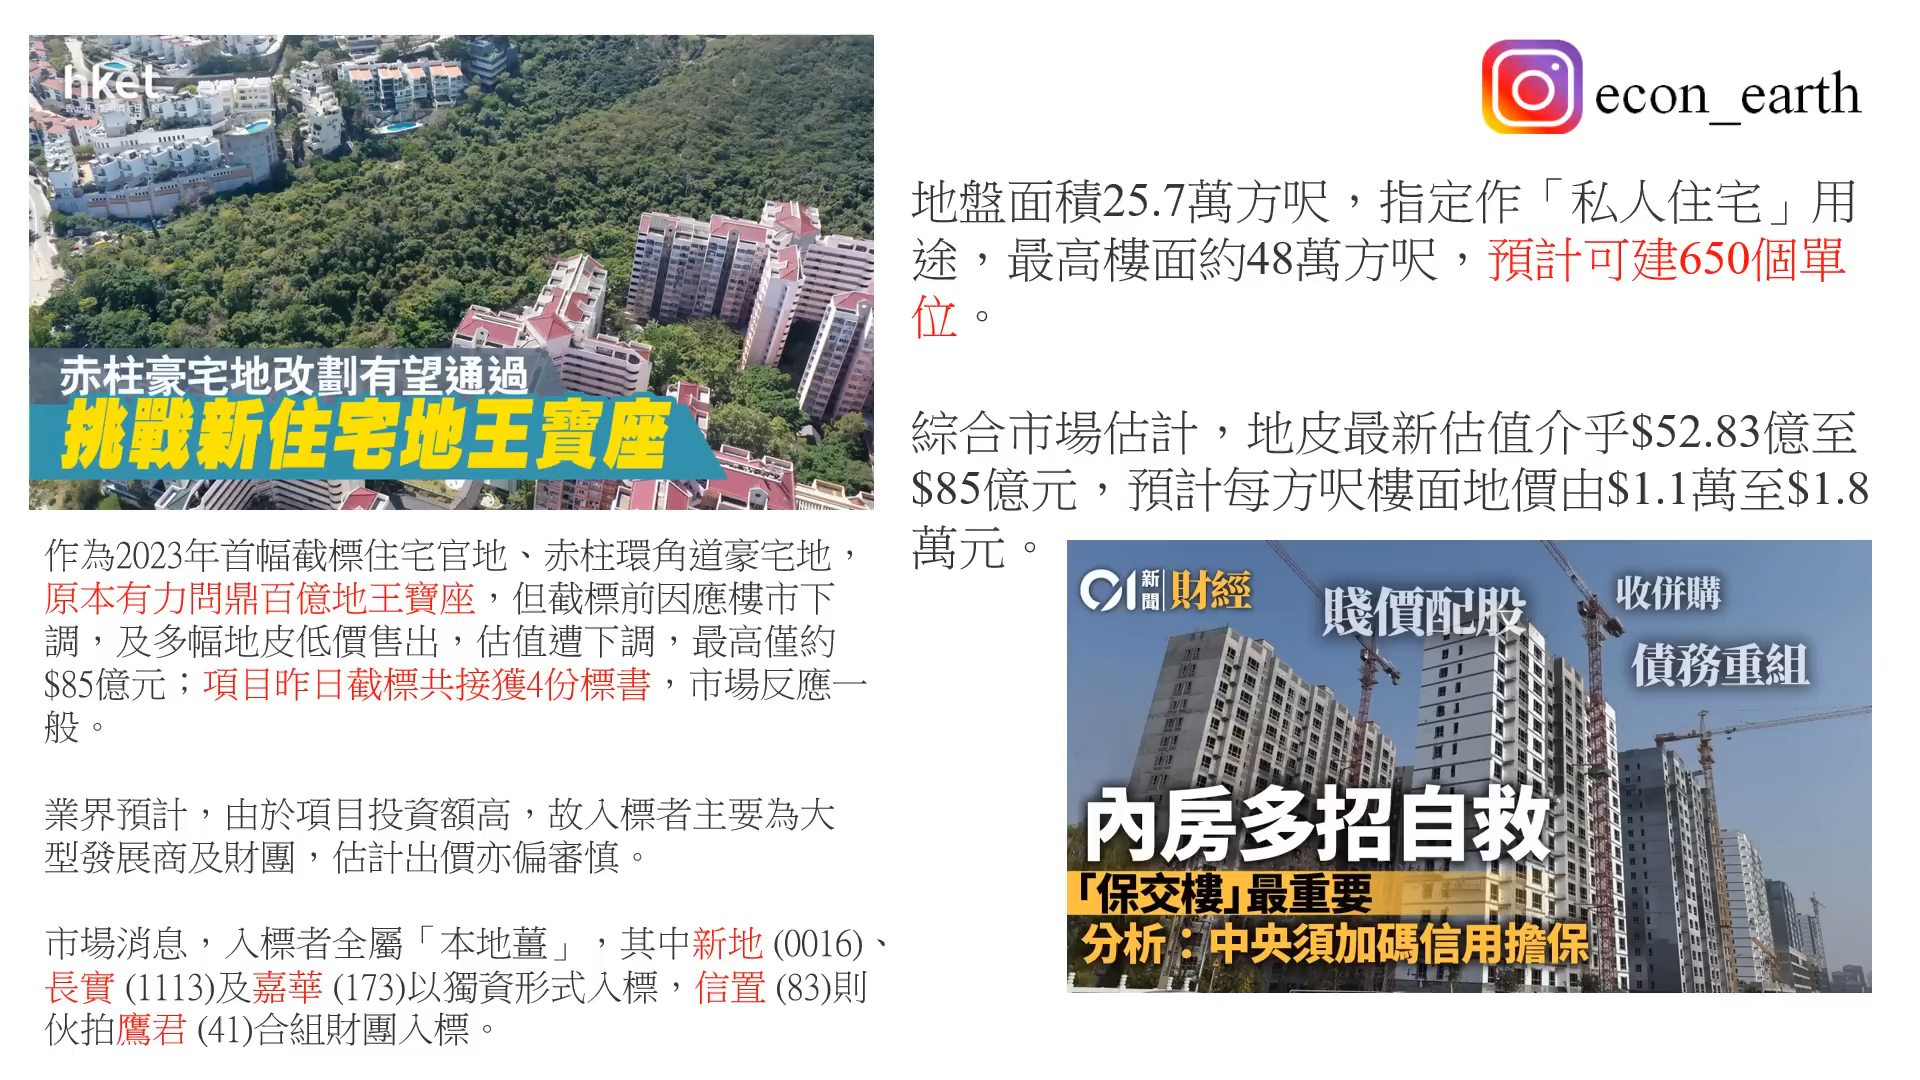 hket
赤柱豪宅地改劃有望通過
挑戰新住宅地王寶座
作為2023年首幅截標住宅官地、赤柱環角道豪宅地，
原本有力問鼎百億地王寶座，但截標前因應樓市下
調，及多幅地皮低價售出，估值遭下調，最高僅約
$85億元；項目昨日截標共接獲4份標書，市場反應一
般。
業界預計，由於項目投資額高，故入標者主要為大
型發展商及財團，估計出價亦偏審慎。
市場消息，入標者全屬「本地薑」，其中新地 (0016)、
長實 (1113)及嘉華 (173)以獨資形式入標，信置 (83)則
伙拍鷹君 (41)合組財團入標。
econ_earth
地盤面積25.7萬方呎，指定作「私人住宅」用
途，最高樓面約48萬方呎，預計可建650個單
位。
綜合市場估計，地皮最新估值介乎$52.83億至
$85億元，預計每方呎樓面地價由$1.1萬至$1.8
萬元。
01新聞 財經
賤價配股
收併購
債務重組
內房多招自救
「保交樓」最重要
分析：中央須加碼信用擔保